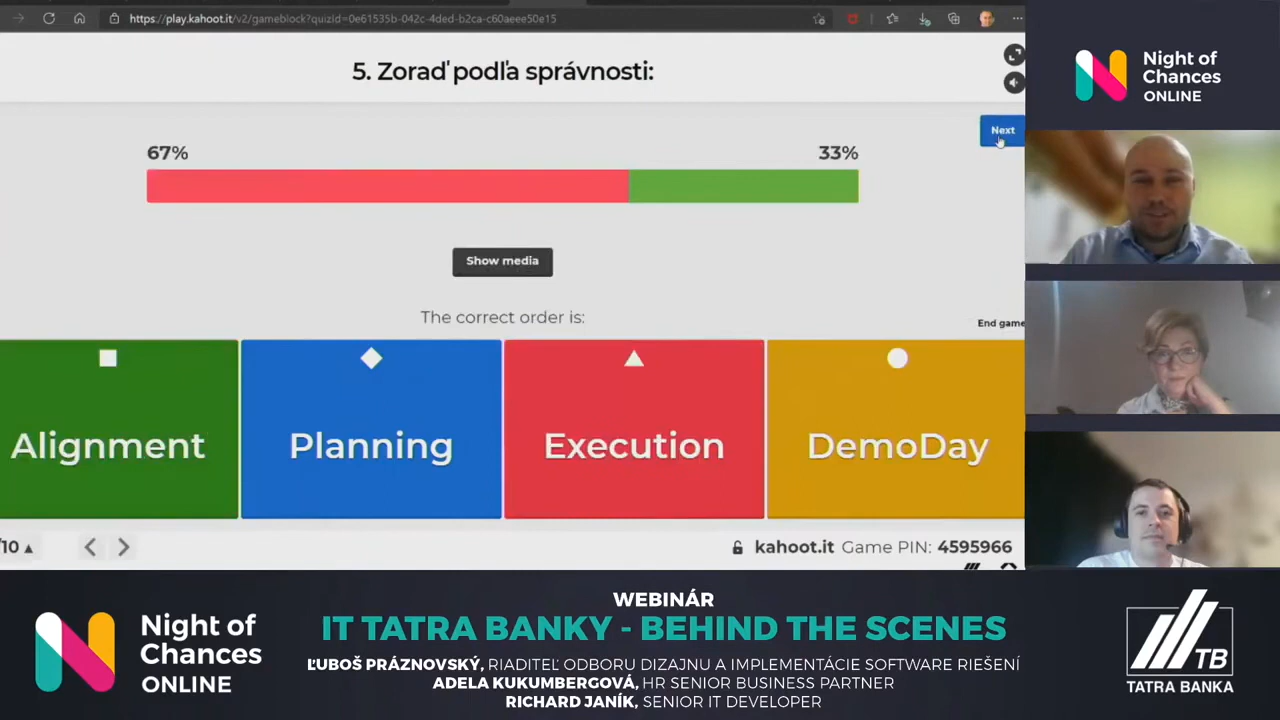 https://play.kahoot.it/v2/gameblock?quizId=0e61535b-042c-4ded-b2ca-c60aeee50e15
5. Zoraď podľa správnosti:
Next
67%
33%
Show media
The correct order is:
End game
Alignment
Planning
Execution
DemoDay
/10
kahoot.it Game PIN: 4595966
Night of
Chances
ONLINE
Night of
Chances
ONLINE
WEBINÁR
IT TATRA BANKY - BEHIND THE SCENES
ĽUBOŠ PRÁZNOVSKÝ, RIADITEĽ ODBORU DIZAJNU A IMPLEMENTÁCIE SOFTWARE RIEŠENÍ
ADELA KUKUMBERGOVÁ, HR SENIOR BUSINESS PARTNER
RICHARD JANÍK, SENIOR IT DEVELOPER
TB
TATRA BANKA